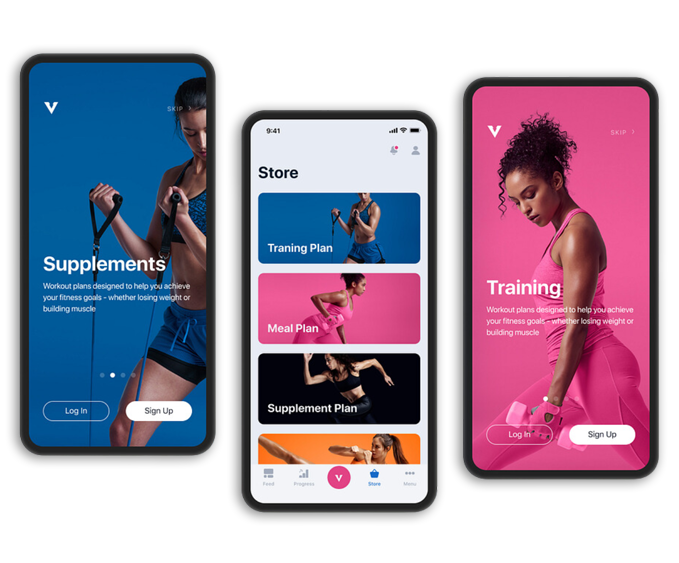 SKIP
Supplements
Workout plans designed to help you achieve
your fitness goals - whether losing weight or
building muscle
Log In
Sign Up
9:41
Store
Traning Plan
Meal Plan
Supplement Plan
Feed
Progress
Store
Menu
SKIP
Training
Workout plans designed to help you achieve
your fitness goals - whether losing weight or
building muscle
Log In
Sign Up